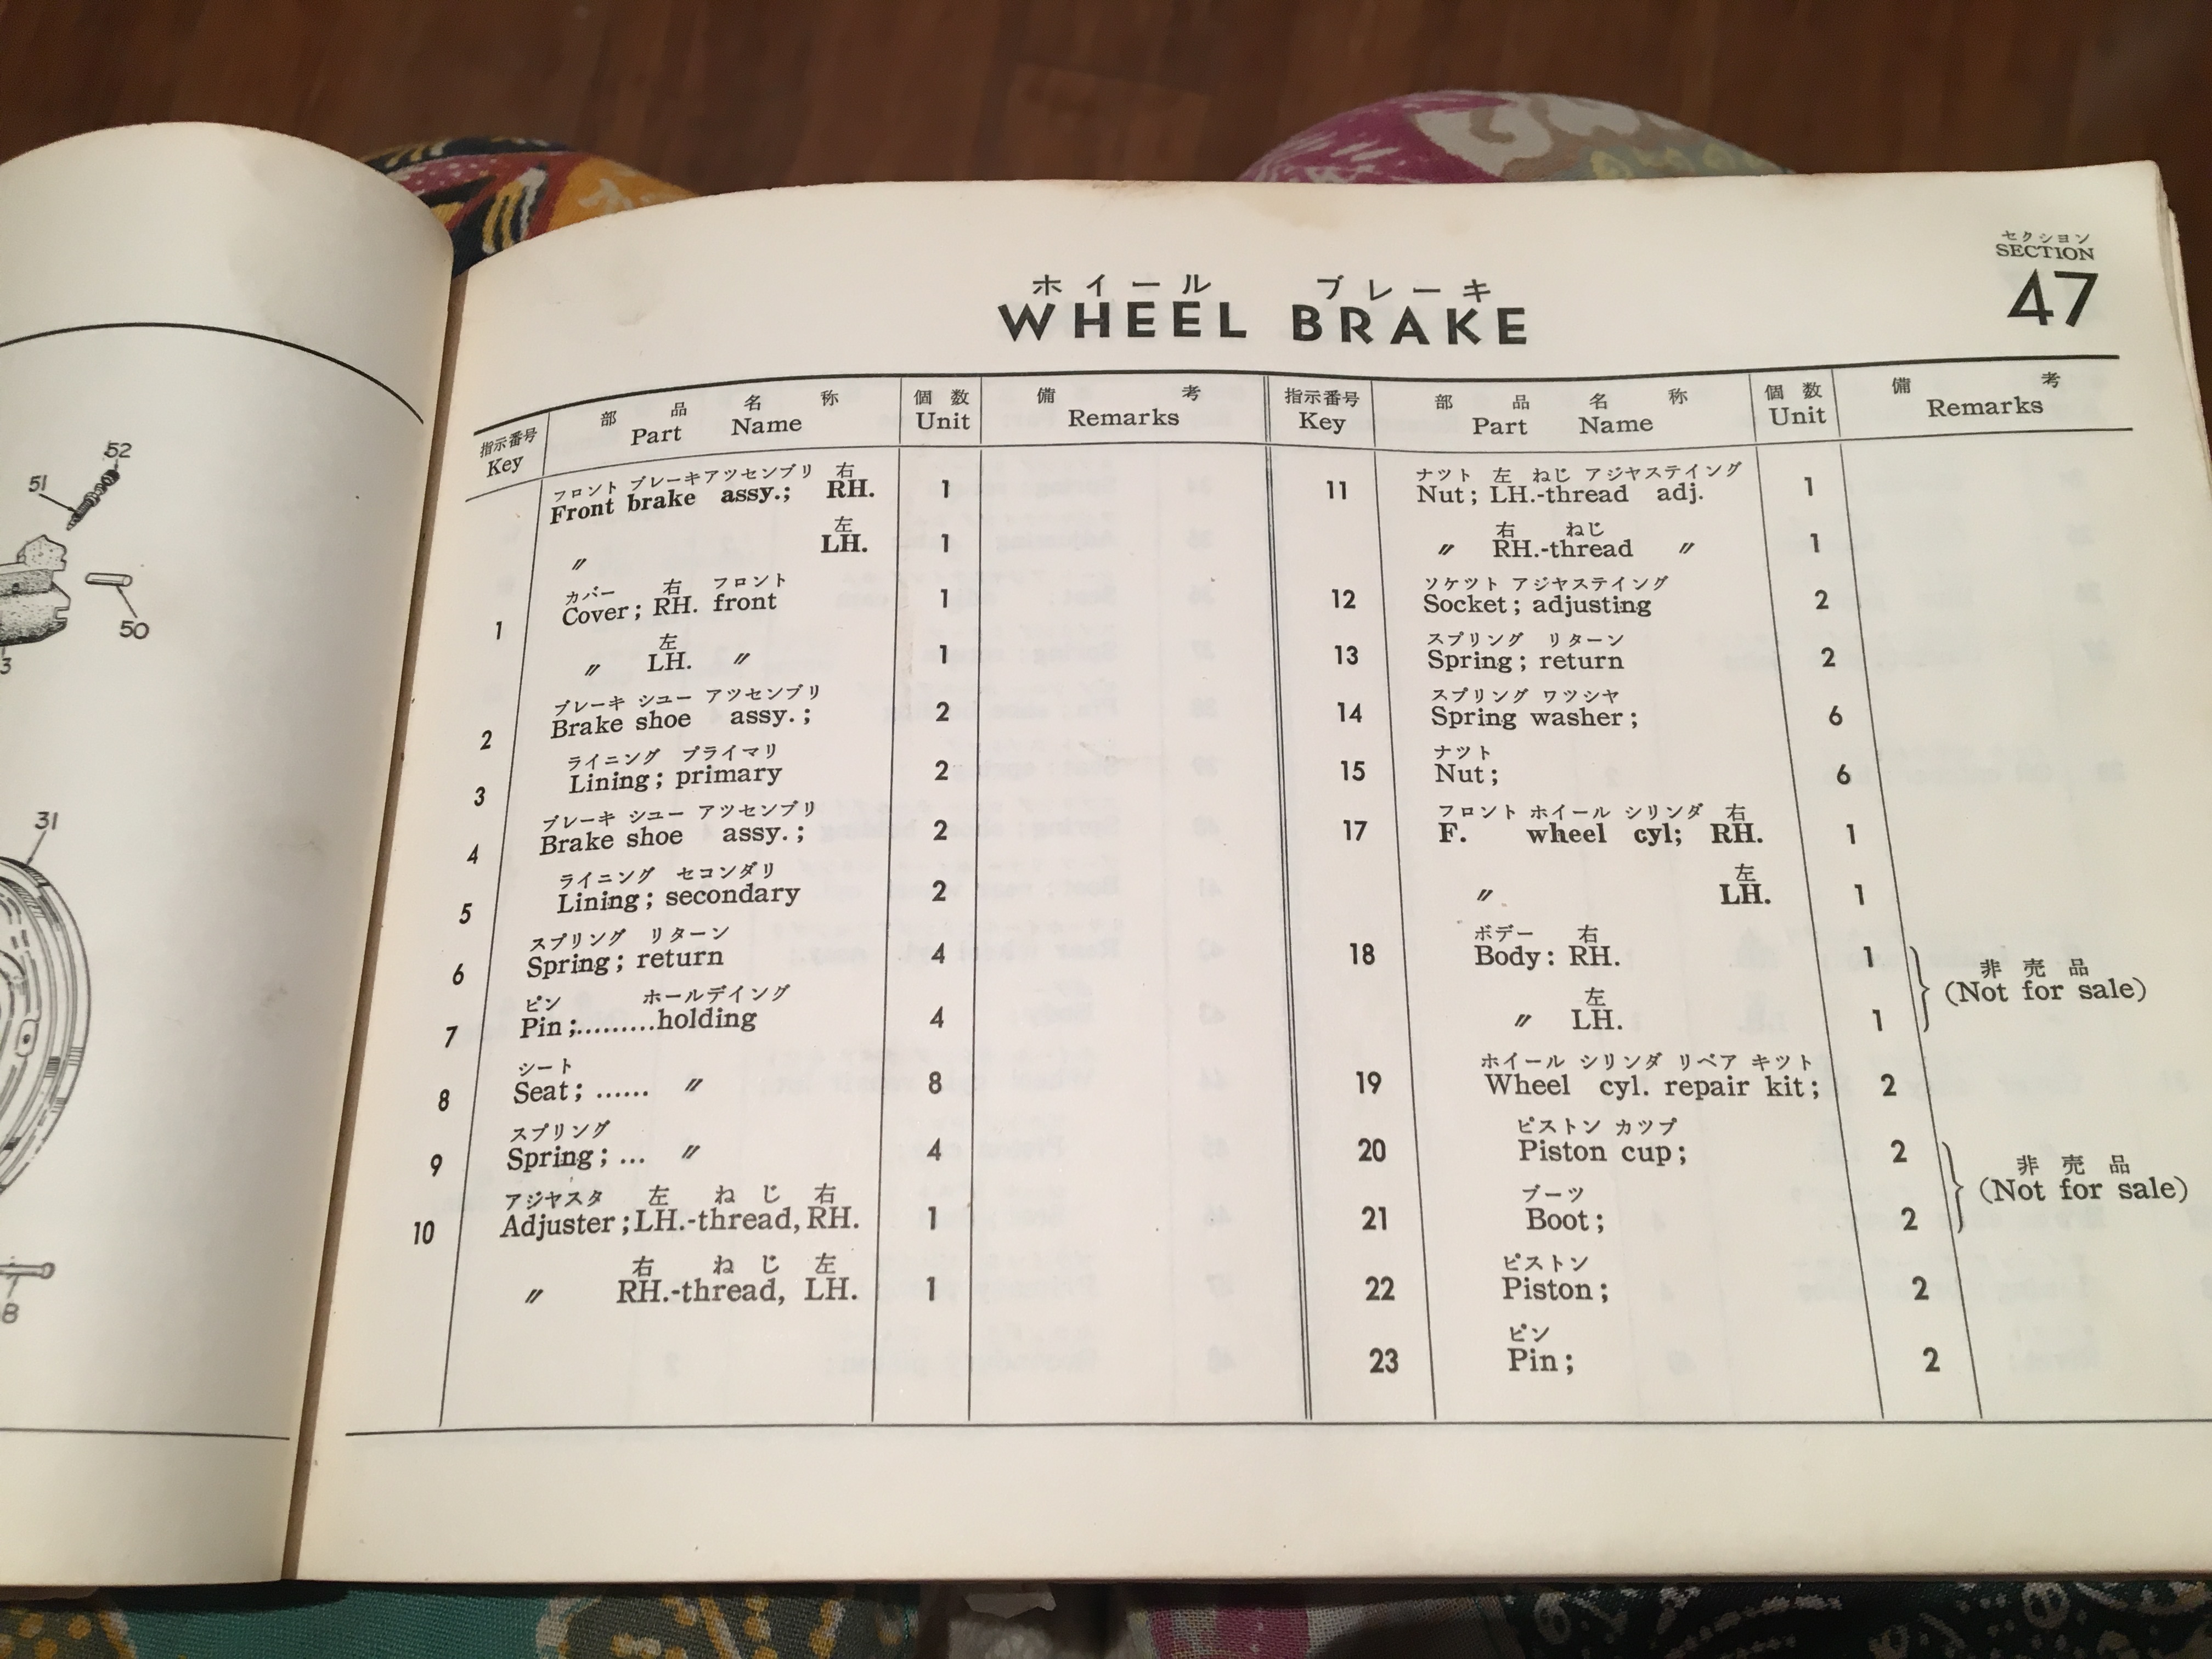 52
51
50
3
31
8
セクション
SECTION
47
ホイール ブレーキ
WHEEL BRAKE
指示番号 部品名称 個数 備考
Key Part Name Unit Remarks
フロント ブレーキアツセンブリ 右
Front brake assy.; RH. 1
左
〃 LH. 1
カバー 右 フロント
1 Cover; RH. front 1
左
〃 LH. 〃 1
ブレーキ シユー アツセンブリ
2 Brake shoe assy.; 2
ライニング プライマリ
3 Lining; primary 2
ブレーキ シユー アツセンブリ
4 Brake shoe assy.; 2
ライニング セコンダリ
5 Lining; secondary 2
スプリング リターン
6 Spring; return 4
ピン ホールデイング
7 Pin;.........holding 4
シート
8 Seat; ...... 〃 8
スプリング
9 Spring; ... 〃 4
アジヤスタ 左 ねじ 右
10 Adjuster; LH.-thread, RH. 1
右 ねじ 左
〃 RH.-thread, LH. 1
指示番号 部品名称 個数 備考
Key Part Name Unit Remarks
ナツト 左 ねじ アジヤステイング
11 Nut; LH.-thread adj. 1
右 ねじ
〃 RH.-thread 〃 1
ソケツト アジヤステイング
12 Socket; adjusting 2
スプリング リターン
13 Spring; return 2
スプリング ワツシヤ
14 Spring washer; 6
ナツト
15 Nut; 6
フロント ホイール シリンダ 右
17 F. wheel cyl; RH. 1
左
〃 LH. 1
ボデー 右
18 Body: RH. 1
左
〃 LH. 1
非売品
(Not for sale)
ホイール シリンダ リペア キツト
19 Wheel cyl. repair kit; 2
ピストン カツプ
20 Piston cup; 2
ブーツ
21 Boot; 2
非売品
(Not for sale)
ピストン
22 Piston; 2
ピン
23 Pin; 2